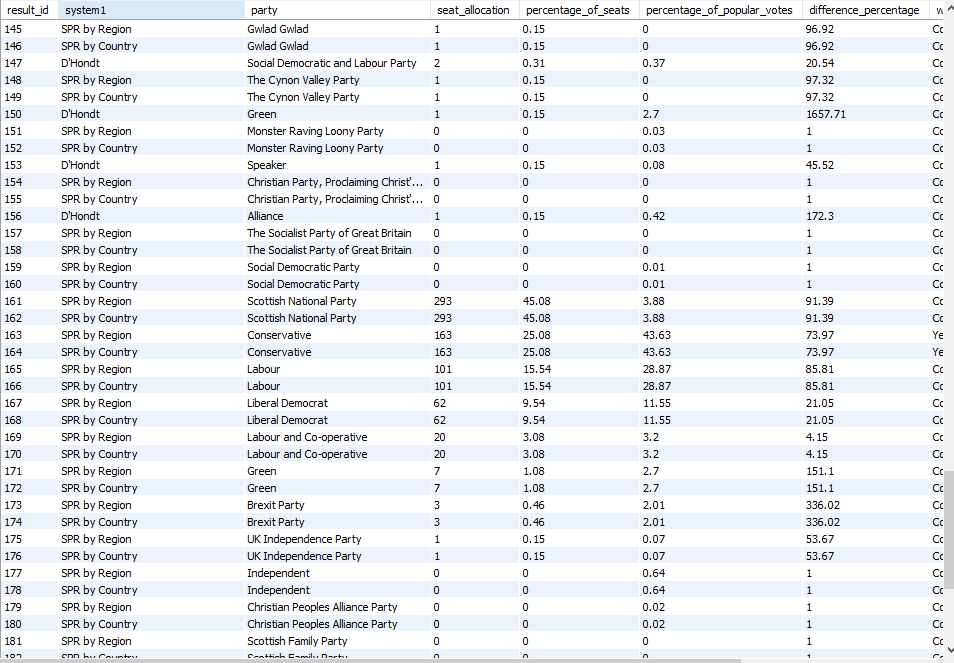 result_id system1 party seat_allocation percentage_of_seats percentage_of_popular_votes difference_percentage w
145 SPR by Region Gwlad Gwlad 1 0.15 0 96.92 Co
146 SPR by Country Gwlad Gwlad 1 0.15 0 96.92 Co
147 D'Hondt Social Democratic and Labour Party 2 0.31 0.37 20.54 Co
148 SPR by Region The Cynon Valley Party 1 0.15 0 97.32 Co
149 SPR by Country The Cynon Valley Party 1 0.15 0 97.32 Co
150 D'Hondt Green 1 0.15 2.7 1657.71 Co
151 SPR by Region Monster Raving Loony Party 0 0 0.03 1 Co
152 SPR by Country Monster Raving Loony Party 0 0 0.03 1 Co
153 D'Hondt Speaker 1 0.15 0.08 45.52 Co
154 SPR by Region Christian Party, Proclaiming Christ'... 0 0 0 1 Co
155 SPR by Country Christian Party, Proclaiming Christ'... 0 0 0 1 Co
156 D'Hondt Alliance 1 0.15 0.42 172.3 Co
157 SPR by Region The Socialist Party of Great Britain 0 0 0 1 Co
158 SPR by Country The Socialist Party of Great Britain 0 0 0 1 Co
159 SPR by Region Social Democratic Party 0 0 0.01 1 Co
160 SPR by Country Social Democratic Party 0 0 0.01 1 Co
161 SPR by Region Scottish National Party 293 45.08 3.88 91.39 Co
162 SPR by Country Scottish National Party 293 45.08 3.88 91.39 Co
163 SPR by Region Conservative 163 25.08 43.63 73.97 Ye
164 SPR by Country Conservative 163 25.08 43.63 73.97 Ye
165 SPR by Region Labour 101 15.54 28.87 85.81 Co
166 SPR by Country Labour 101 15.54 28.87 85.81 Co
167 SPR by Region Liberal Democrat 62 9.54 11.55 21.05 Co
168 SPR by Country Liberal Democrat 62 9.54 11.55 21.05 Co
169 SPR by Region Labour and Co-operative 20 3.08 3.2 4.15 Co
170 SPR by Country Labour and Co-operative 20 3.08 3.2 4.15 Co
171 SPR by Region Green 7 1.08 2.7 151.1 Co
172 SPR by Country Green 7 1.08 2.7 151.1 Co
173 SPR by Region Brexit Party 3 0.46 2.01 336.02 Co
174 SPR by Country Brexit Party 3 0.46 2.01 336.02 Co
175 SPR by Region UK Independence Party 1 0.15 0.07 53.67 Co
176 SPR by Country UK Independence Party 1 0.15 0.07 53.67 Co
177 SPR by Region Independent 0 0 0.64 1 Co
178 SPR by Country Independent 0 0 0.64 1 Co
179 SPR by Region Christian Peoples Alliance Party 0 0 0.02 1 Co
180 SPR by Country Christian Peoples Alliance Party 0 0 0.02 1 Co
181 SPR by Region Scottish Family Party 0 0 0 1 Co
182 SPR by Country Scottish Family Party 0 0 0 1 Co